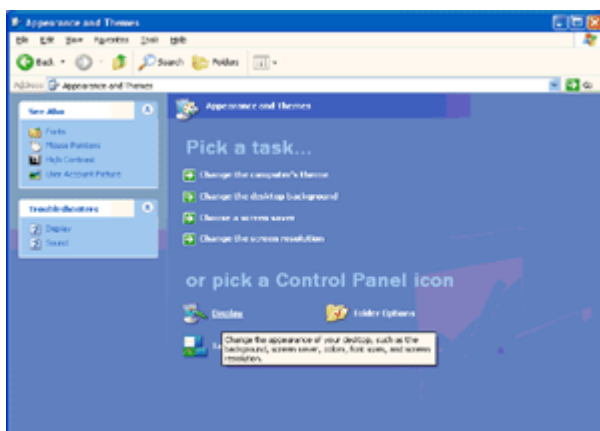 Appearance and Themes
File Edit View Favorites Tools Help
Back Search Folders
Address Appearance and Themes Go
See Also
Fonts
Mouse Pointers
High Contrast
User Account Picture
Troubleshooters
Display
Sound
Appearance and Themes
Pick a task...
Change the computer's theme
Change the desktop background
Choose a screen saver
Change the screen resolution
or pick a Control Panel icon
Display Folder Options
Change the appearance of your desktop, such as the
background, screen saver, colors, font sizes, and screen
resolution.